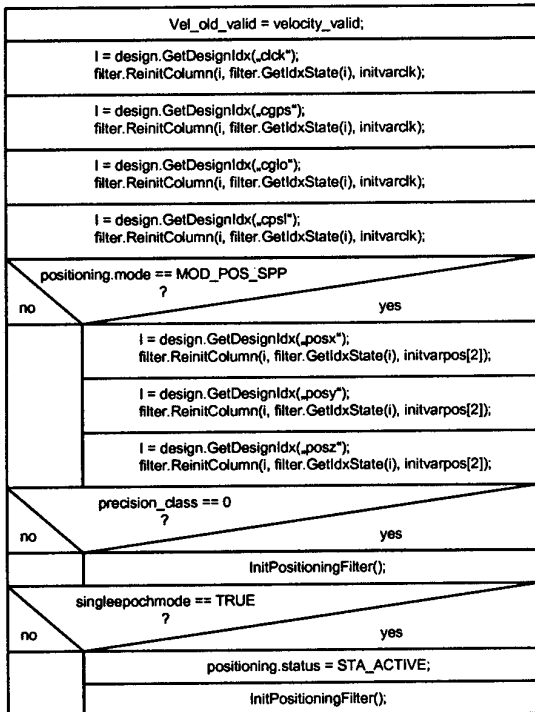 Vel_old_valid = velocity_valid;
I = design.GetDesignIdx(„clck“);
filter.ReinitColumn(i, filter.GetIdxState(i), initvarclk);
I = design.GetDesignIdx(„cgps“);
filter.ReinitColumn(i, filter.GetIdxState(i), initvarclk);
I = design.GetDesignIdx(„cglo“);
filter.ReinitColumn(i, filter.GetIdxState(i), initvarclk);
I = design.GetDesignIdx(„cpsl“);
filter.ReinitColumn(i, filter.GetIdxState(i), initvarclk);
positioning.mode == MOD_POS_SPP
?
no yes
I = design.GetDesignIdx(„posx“);
filter.ReinitColumn(i, filter.GetIdxState(i), initvarpos[2]);
I = design.GetDesignIdx(„posy“);
filter.ReinitColumn(i, filter.GetIdxState(i), initvarpos[2]);
I = design.GetDesignIdx(„posz“);
filter.ReinitColumn(i, filter.GetIdxState(i), initvarpos[2]);
precision_class == 0
?
no yes
InitPositioningFilter();
singleepochmode == TRUE
?
no yes
positioning.status = STA_ACTIVE;
InitPositioningFilter();